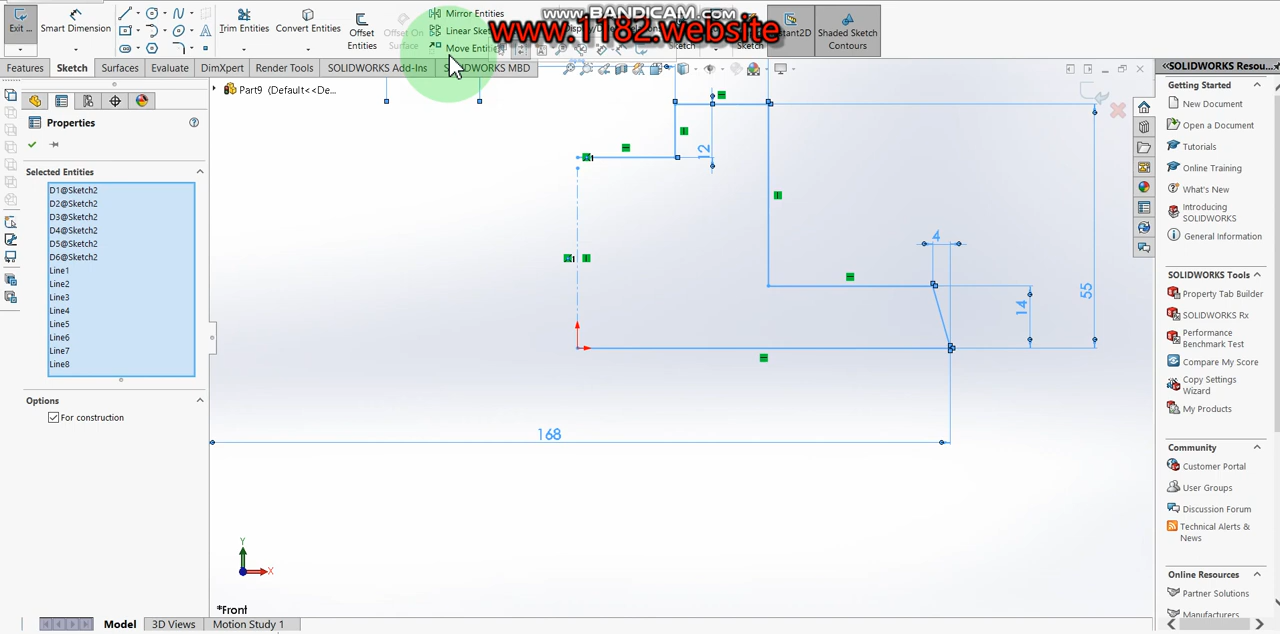 www.BANDICAM.com
www.1182.website
Exit
Smart Dimension
Trim Entities
Convert Entities
Offset Entities
Offset On Surface
Mirror Entities
Linear Sket
Move Entities
Instant2D
Shaded Sketch Contours
Features
Sketch
Surfaces
Evaluate
DimXpert
Render Tools
SOLIDWORKS Add-Ins
SOLIDWORKS MBD
Part9 (Default<<De...
Properties
Selected Entities
D1@Sketch2
D2@Sketch2
D3@Sketch2
D4@Sketch2
D5@Sketch2
D6@Sketch2
Line1
Line2
Line3
Line4
Line5
Line6
Line7
Line8
Options
For construction
12
4
14
55
168
Y
X
*Front
Model
3D Views
Motion Study 1
SOLIDWORKS Resou...
Getting Started
New Document
Open a Document
Tutorials
Online Training
What's New
Introducing SOLIDWORKS
General Information
SOLIDWORKS Tools
Property Tab Builder
SOLIDWORKS Rx
Performance Benchmark Test
Compare My Score
Copy Settings Wizard
My Products
Community
Customer Portal
User Groups
Discussion Forum
Technical Alerts & News
Online Resources
Partner Solutions
Manufacturers